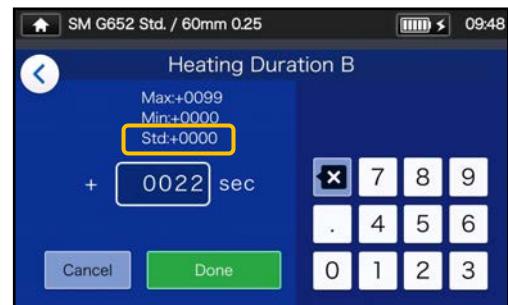 SM G652 Std. / 60mm 0.25 09:48
Heating Duration B
Max:+0099
Min:+0000
Std:+0000
+ 0022 sec
7 8 9
. 4 5 6
Cancel Done 0 1 2 3